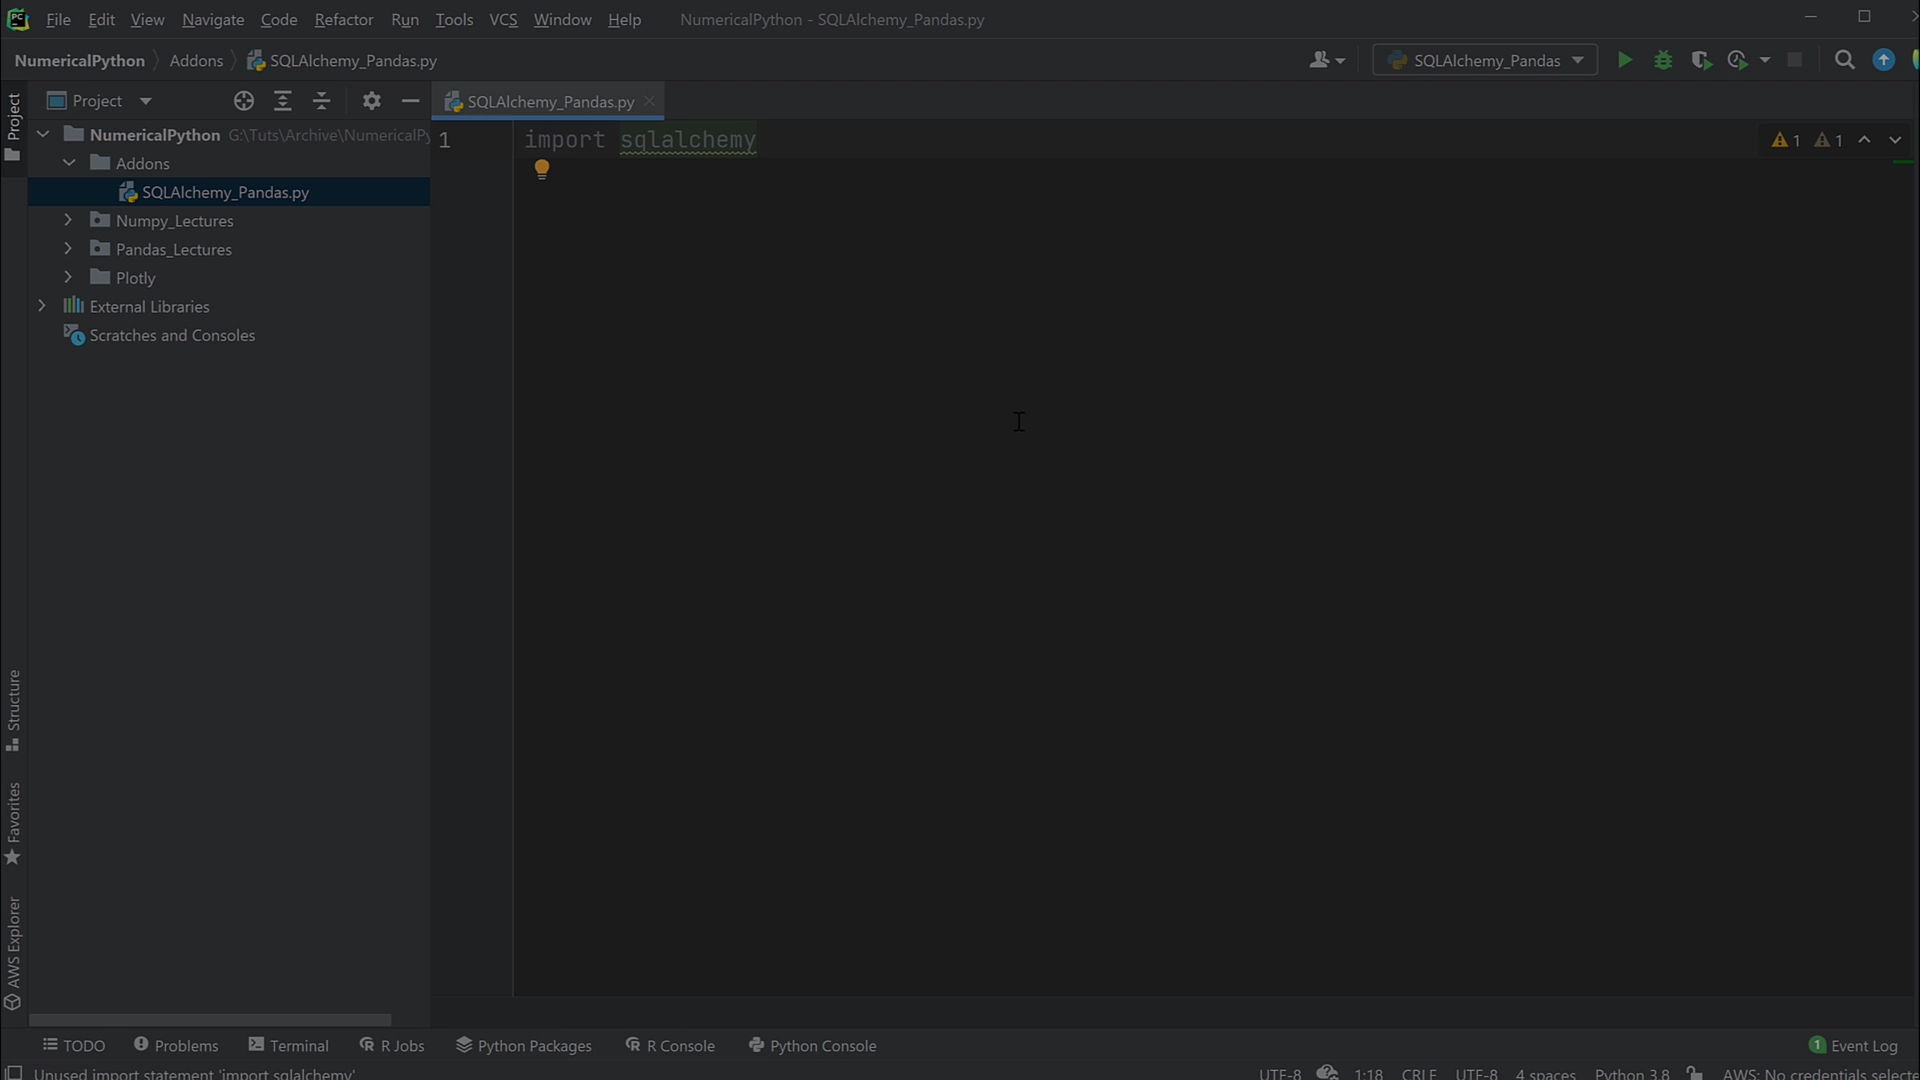 File Edit View Navigate Code Refactor Run Tools VCS Window Help NumericalPython - SQLAlchemy_Pandas.py
NumericalPython Addons SQLAlchemy_Pandas.py SQLAlchemy_Pandas
Project SQLAlchemy_Pandas.py
Project
NumericalPython G:\Tuts\Archive\NumericalPy
Addons
SQLAlchemy_Pandas.py
Numpy_Lectures
Pandas_Lectures
Plotly
External Libraries
Scratches and Consoles
1 import sqlalchemy 1 1
Structure
Favorites
AWS Explorer
TODO Problems Terminal R Jobs Python Packages R Console Python Console 1 Event Log
Unused import statement 'import sqlalchemy' UTF-8 1:18 CRLF UTF-8 4 spaces Python 3.8 AWS: No credentials selecte